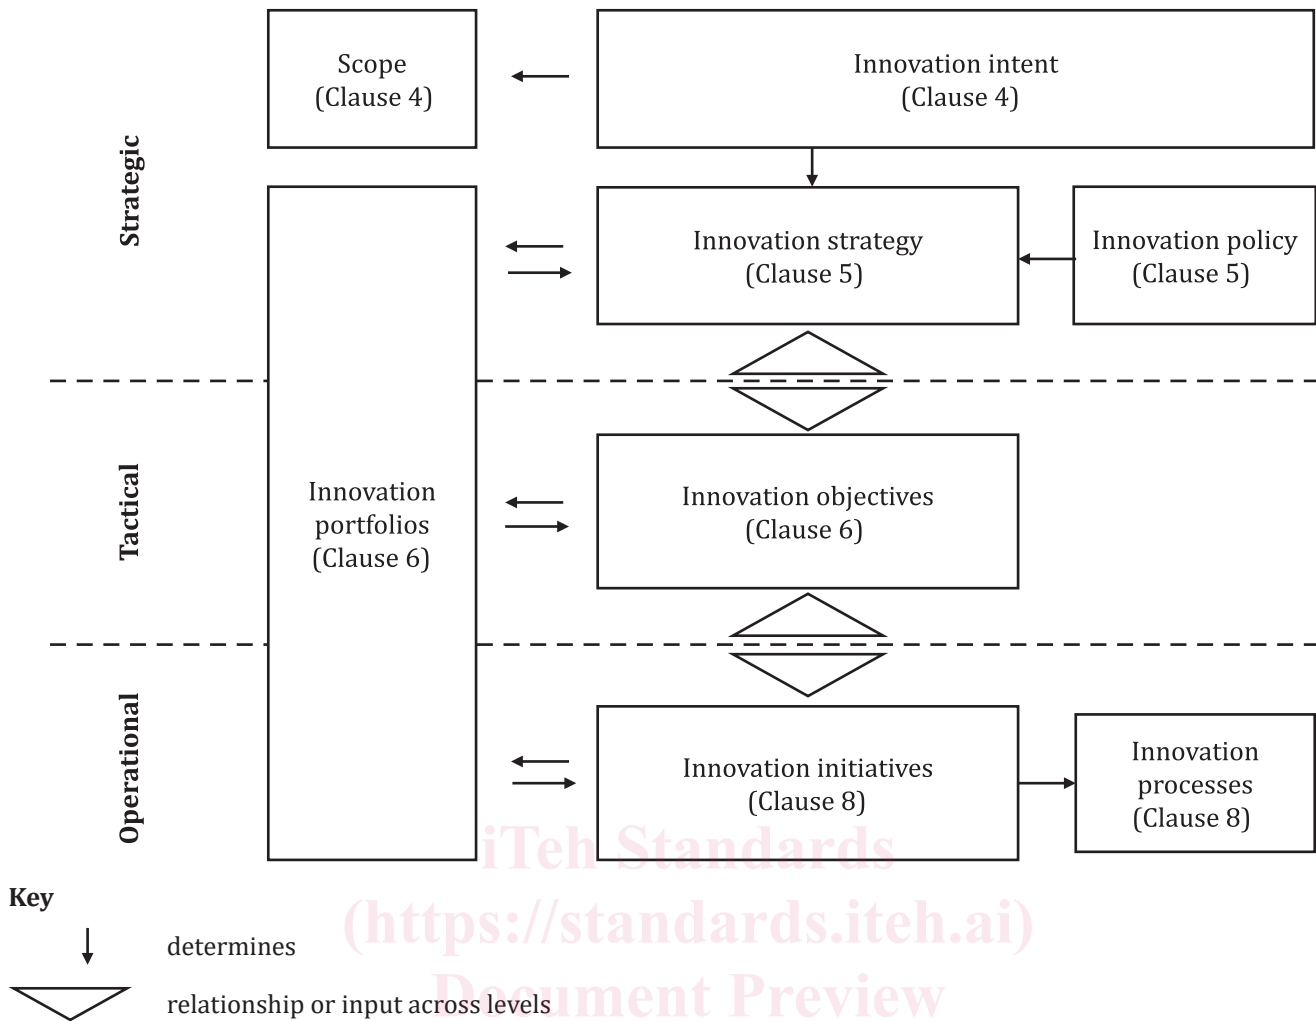 Scope
(Clause 4)
Innovation intent
(Clause 4)
Strategic
Innovation strategy
(Clause 5)
Innovation policy
(Clause 5)
Tactical
Innovation
portfolios
(Clause 6)
Innovation objectives
(Clause 6)
Operational
Innovation initiatives
(Clause 8)
Innovation
processes
(Clause 8)
iTeh Standards
(https://standards.iteh.ai)
Document Preview
Key
determines
relationship or input across levels